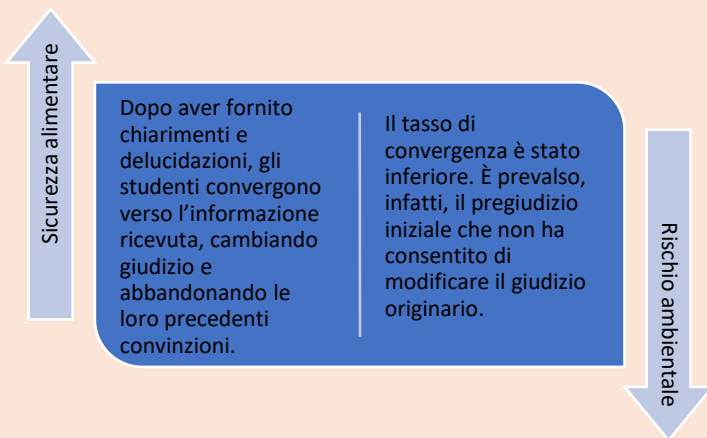 Sicurezza alimentare
Dopo aver fornito
chiarimenti e
delucidazioni, gli
studenti convergono
verso l’informazione
ricevuta, cambiando
giudizio e
abbandonando le
loro precedenti
convinzioni.
Il tasso di
convergenza è stato
inferiore. È prevalso,
infatti, il pregiudizio
iniziale che non ha
consentito di
modificare il giudizio
originario.
Rischio ambientale